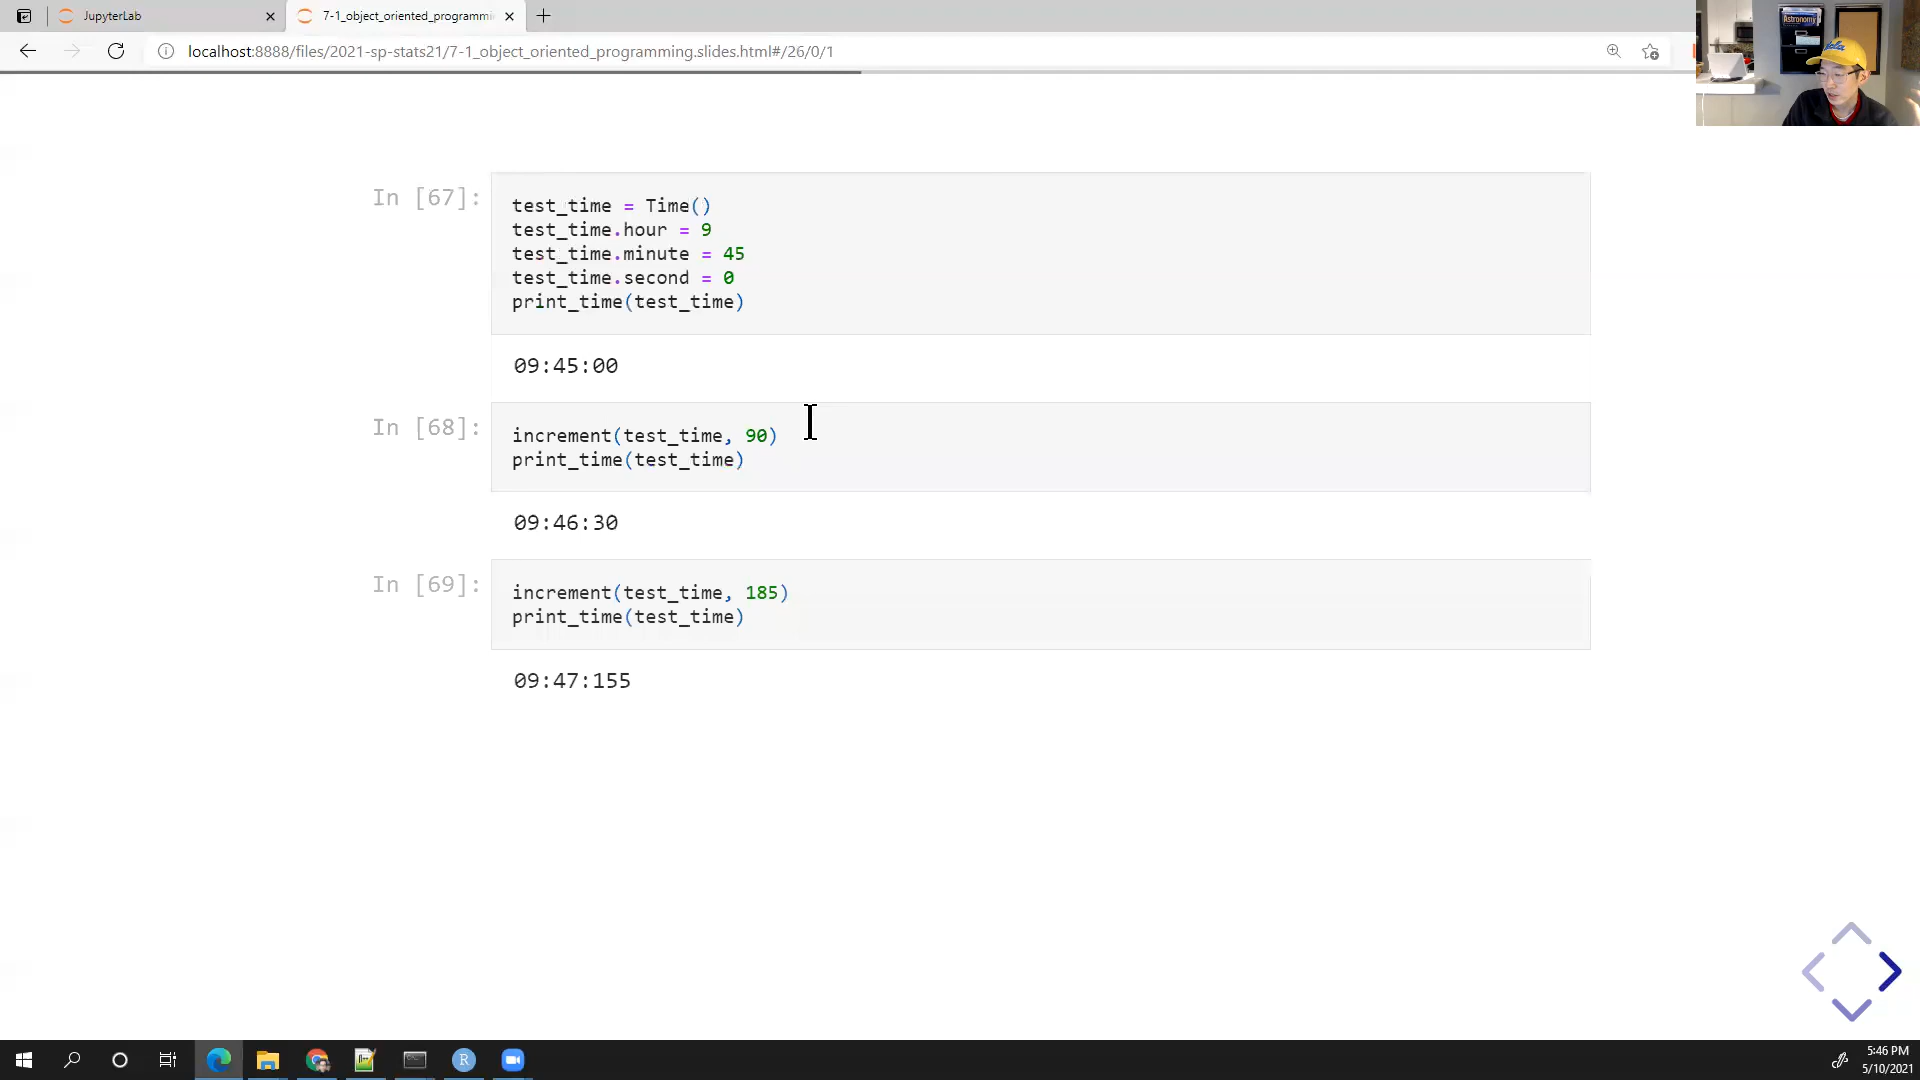 JupyterLab
7-1_object_oriented_programmi
localhost:8888/files/2021-sp-stats21/7-1_object_oriented_programming.slides.html#/26/0/1
Astronomy
In [67]:
test_time = Time()
test_time.hour = 9
test_time.minute = 45
test_time.second = 0
print_time(test_time)
09:45:00
In [68]:
increment(test_time, 90)
print_time(test_time)
09:46:30
In [69]:
increment(test_time, 185)
print_time(test_time)
09:47:155
R
5:46 PM
5/10/2021